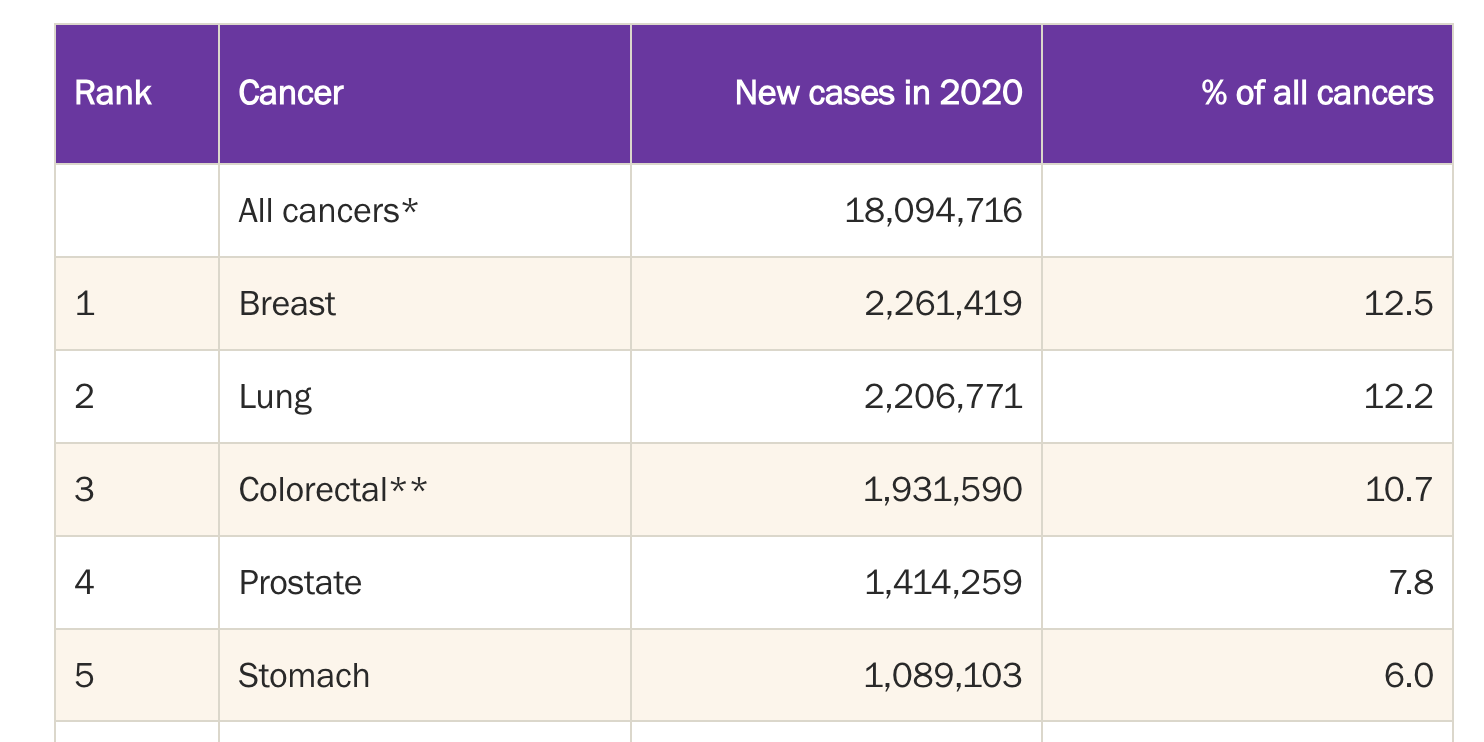 Rank Cancer New cases in 2020 % of all cancers
All cancers* 18,094,716
1 Breast 2,261,419 12.5
2 Lung 2,206,771 12.2
3 Colorectal** 1,931,590 10.7
4 Prostate 1,414,259 7.8
5 Stomach 1,089,103 6.0